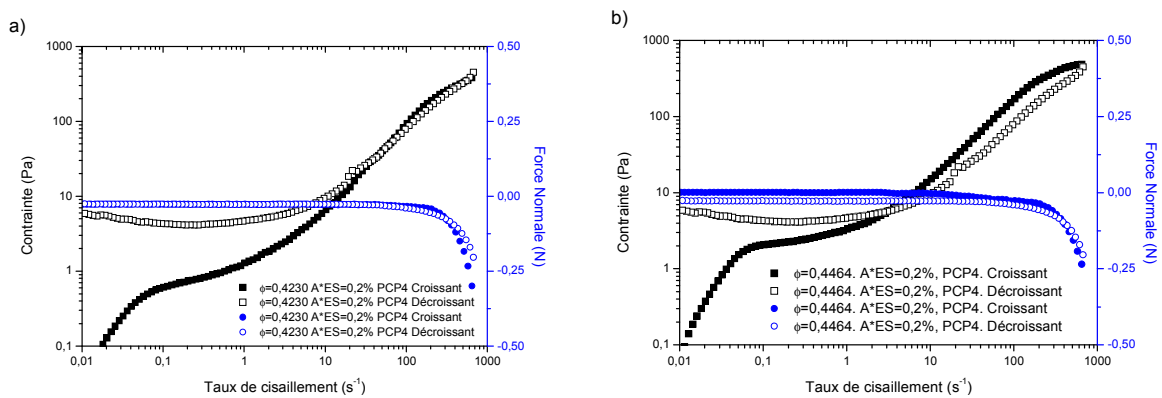 a)
1000
100
10
1
0,1
Contrainte (Pa)
0,50
0,25
0,00
-0,25
-0,50
Force Normale (N)
0,01
0,1
1
10
100
1000
Taux de cisaillement (s⁻¹)
ϕ=0,4230 A*ES=0,2% PCP4 Croissant
ϕ=0,4230 A*ES=0,2% PCP4 Décroissant
ϕ=0,4230 A*ES=0,2% PCP4 Croissant
ϕ=0,4230 A*ES=0,2% PCP4 Décroissant
b)
1000
100
10
1
0,1
Contrainte (Pa)
0,50
0,25
0,00
-0,25
-0,50
Force Normale (N)
0,01
0,1
1
10
100
1000
Taux de cisaillement (s⁻¹)
ϕ=0,4464. A*ES=0,2%, PCP4. Croissant
ϕ=0,4464. A*ES=0,2%, PCP4. Décroissant
ϕ=0,4464. A*ES=0,2%, PCP4. Croissant
ϕ=0,4464. A*ES=0,2%, PCP4. Décroissant